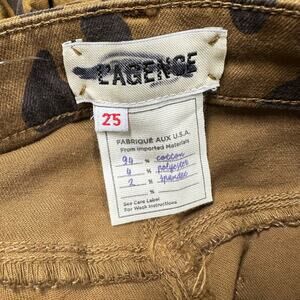 L'AGENCE
25
FABRIQUÉ AUX U.S.A.
From Imported Materials
94 % cotton
4 % polyester
2 % spandex
See Care Label
For Wash Instructions